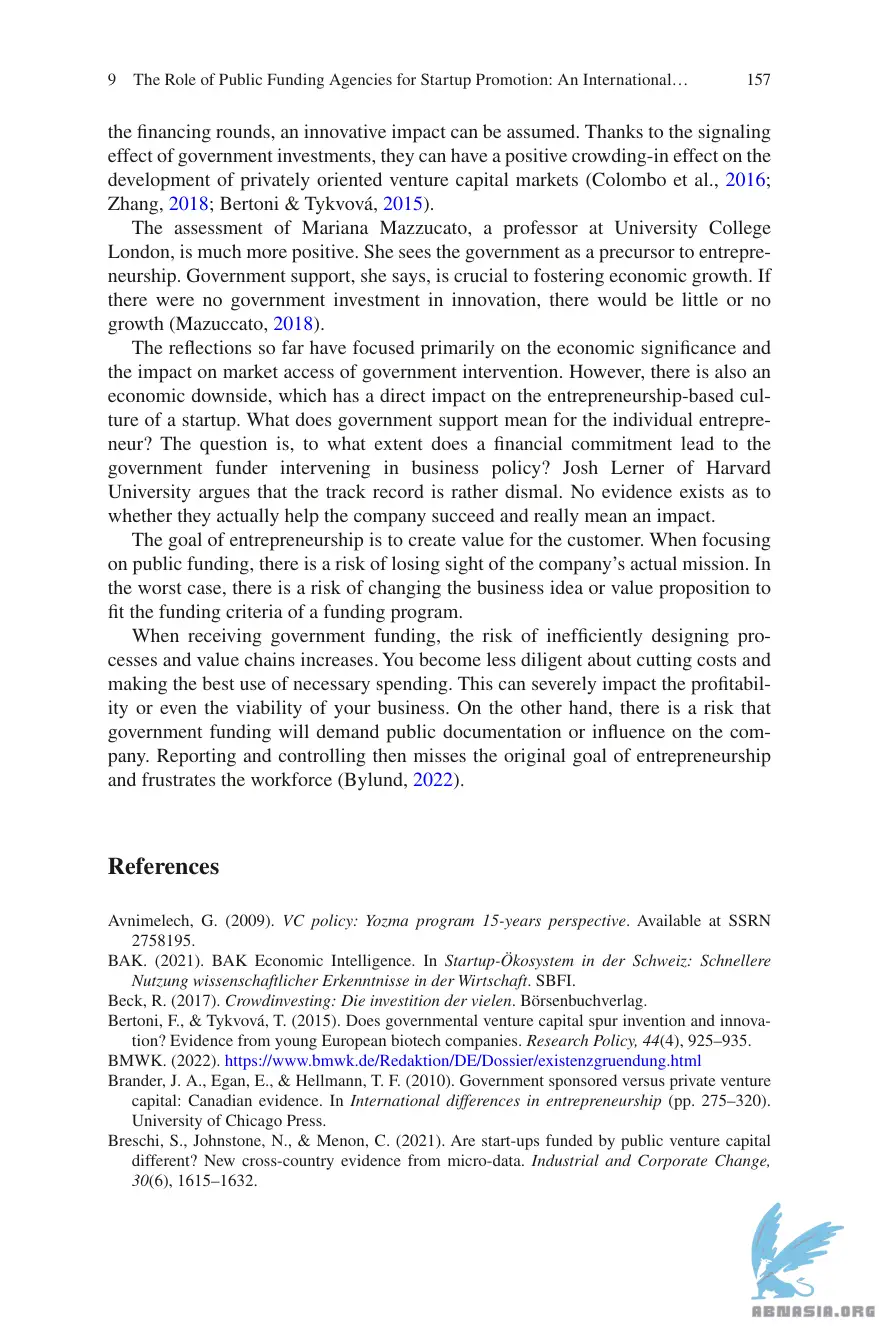 9 The Role of Public Funding Agencies for Startup Promotion: An International… 157
the financing rounds, an innovative impact can be assumed. Thanks to the signaling
effect of government investments, they can have a positive crowding-in effect on the
development of privately oriented venture capital markets (Colombo et al., 2016;
Zhang, 2018; Bertoni & Tykvová, 2015).
The assessment of Mariana Mazzucato, a professor at University College
London, is much more positive. She sees the government as a precursor to entrepre-
neurship. Government support, she says, is crucial to fostering economic growth. If
there were no government investment in innovation, there would be little or no
growth (Mazuccato, 2018).
The reflections so far have focused primarily on the economic significance and
the impact on market access of government intervention. However, there is also an
economic downside, which has a direct impact on the entrepreneurship-based cul-
ture of a startup. What does government support mean for the individual entrepre-
neur? The question is, to what extent does a financial commitment lead to the
government funder intervening in business policy? Josh Lerner of Harvard
University argues that the track record is rather dismal. No evidence exists as to
whether they actually help the company succeed and really mean an impact.
The goal of entrepreneurship is to create value for the customer. When focusing
on public funding, there is a risk of losing sight of the company's actual mission. In
the worst case, there is a risk of changing the business idea or value proposition to
fit the funding criteria of a funding program.
When receiving government funding, the risk of inefficiently designing pro-
cesses and value chains increases. You become less diligent about cutting costs and
making the best use of necessary spending. This can severely impact the profitabil-
ity or even the viability of your business. On the other hand, there is a risk that
government funding will demand public documentation or influence on the com-
pany. Reporting and controlling then misses the original goal of entrepreneurship
and frustrates the workforce (Bylund, 2022).
References
Avnimelech, G. (2009). VC policy: Yozma program 15-years perspective. Available at SSRN
2758195.
BAK. (2021). BAK Economic Intelligence. In Startup-Ökosystem in der Schweiz: Schnellere
Nutzung wissenschaftlicher Erkenntnisse in der Wirtschaft. SBFI.
Beck, R. (2017). Crowdinvesting: Die investition der vielen. Börsenbuchverlag.
Bertoni, F., & Tykvová, T. (2015). Does governmental venture capital spur invention and innova-
tion? Evidence from young European biotech companies. Research Policy, 44(4), 925–935.
BMWK. (2022). https://www.bmwk.de/Redaktion/DE/Dossier/existenzgruendung.html
Brander, J. A., Egan, E., & Hellmann, T. F. (2010). Government sponsored versus private venture
capital: Canadian evidence. In International differences in entrepreneurship (pp. 275–320).
University of Chicago Press.
Breschi, S., Johnstone, N., & Menon, C. (2021). Are start-ups funded by public venture capital
different? New cross-country evidence from micro-data. Industrial and Corporate Change,
30(6), 1615–1632.
ABNASIA.ORG